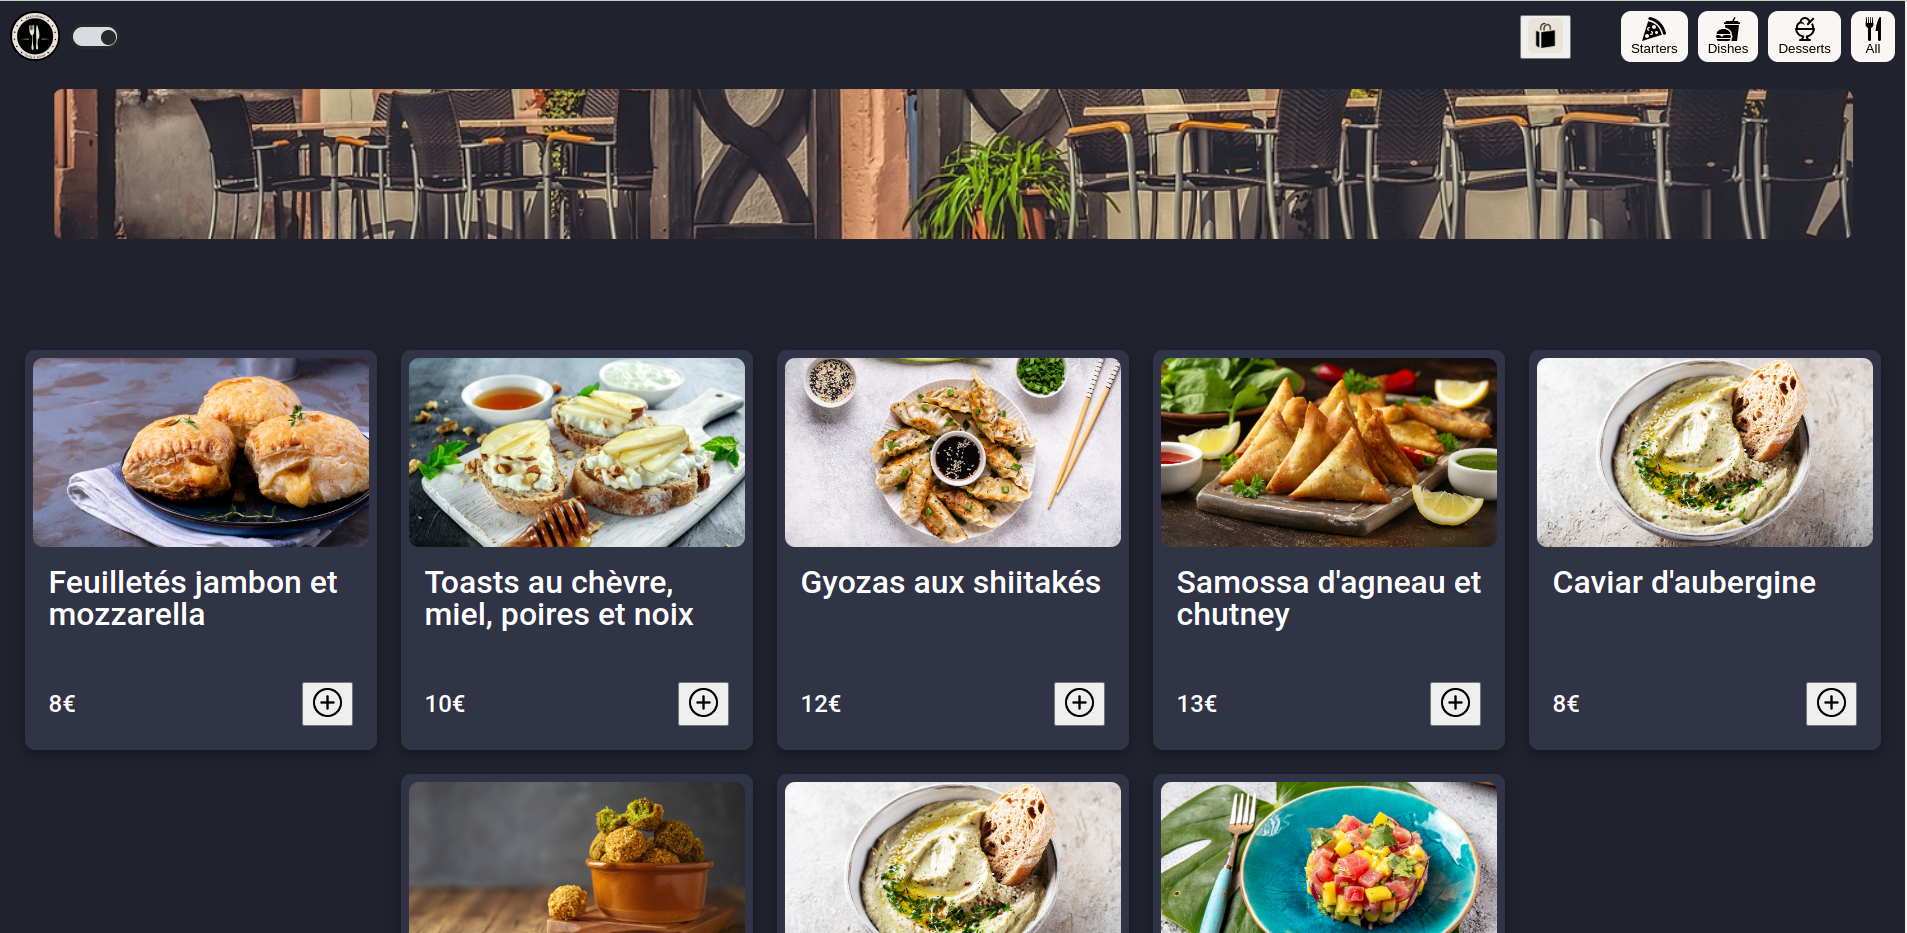 Starters
Dishes
Desserts
All
Feuilletés jambon et
mozzarella
8€
Toasts au chèvre,
miel, poires et noix
10€
Gyozas aux shiitakés
12€
Samossa d'agneau et
chutney
13€
Caviar d'aubergine
8€